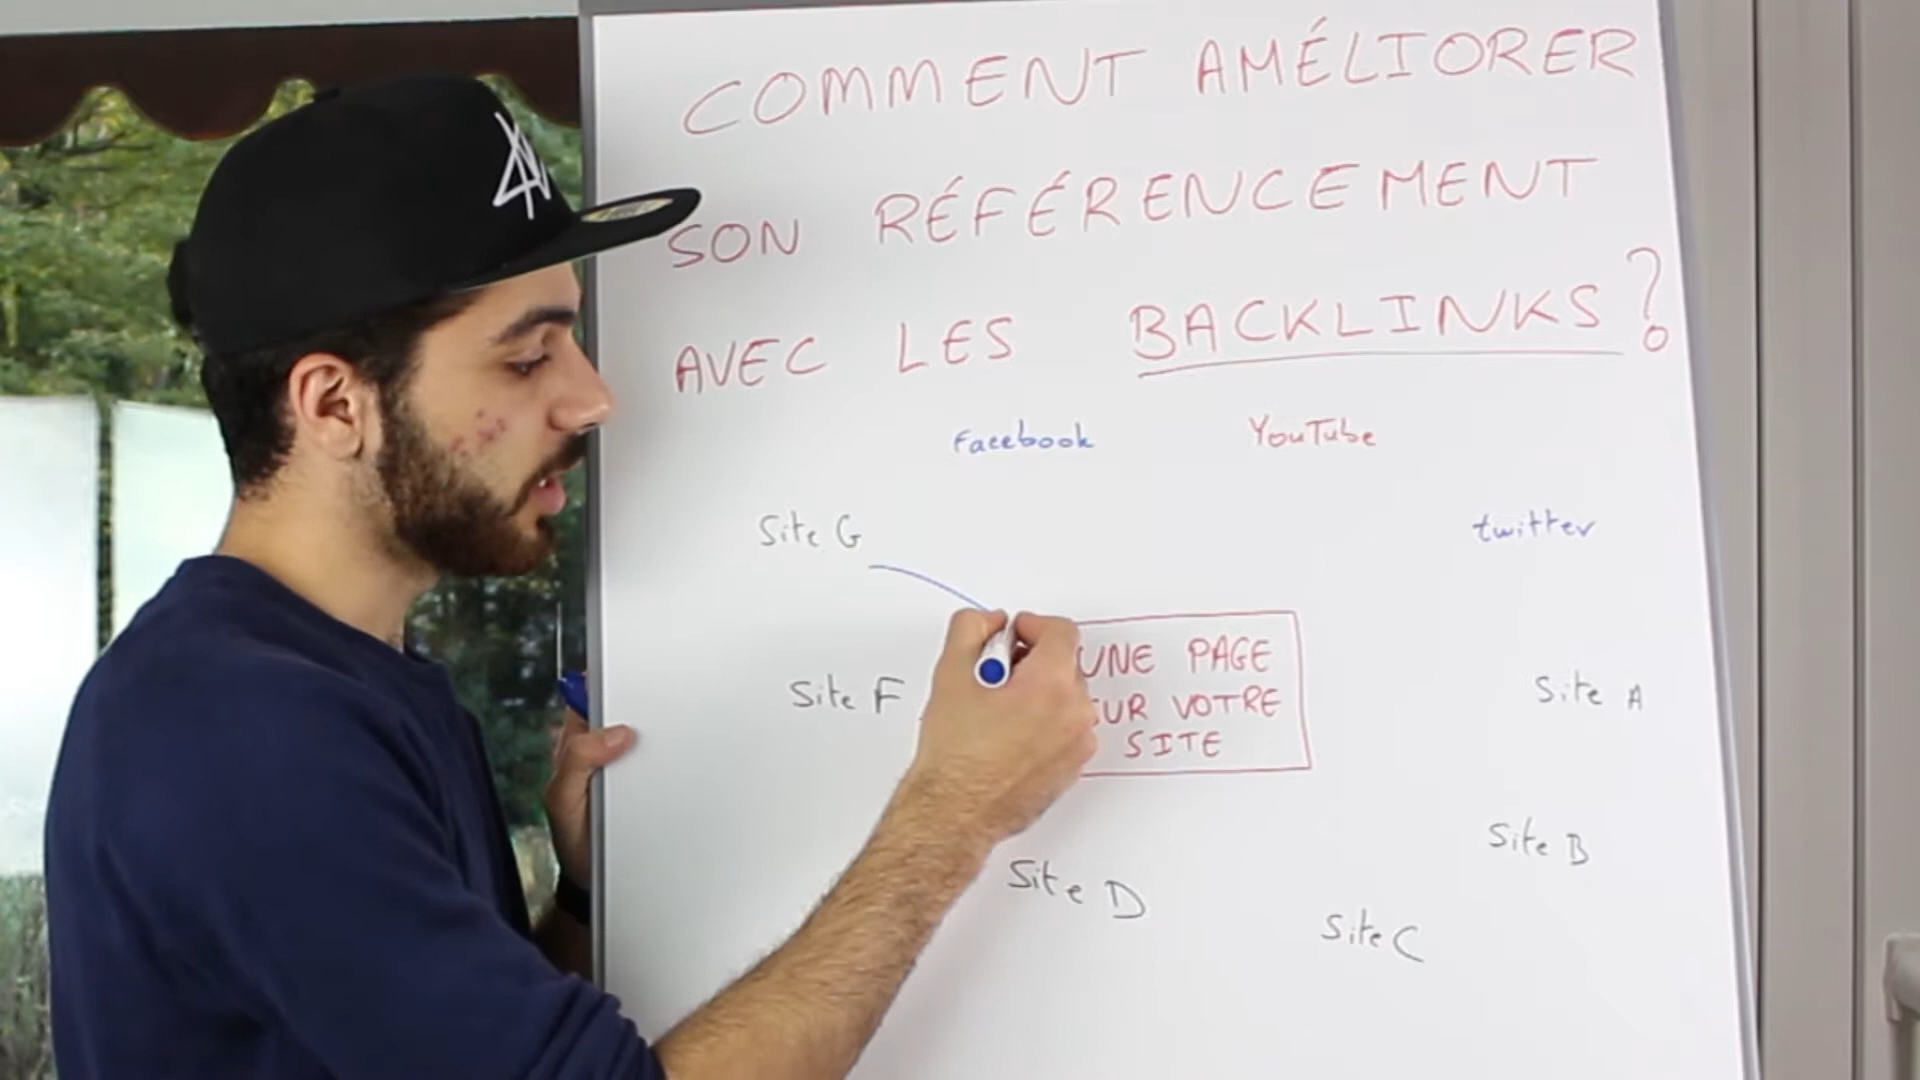 COMMENT AMÉLIORER
SON RÉFÉRENCEMENT
AVEC LES BACKLINKS ?
Facebook
YouTube
Site G
twitter
UNE PAGE
SUR VOTRE
SITE
Site F
Site A
Site B
Site D
Site C